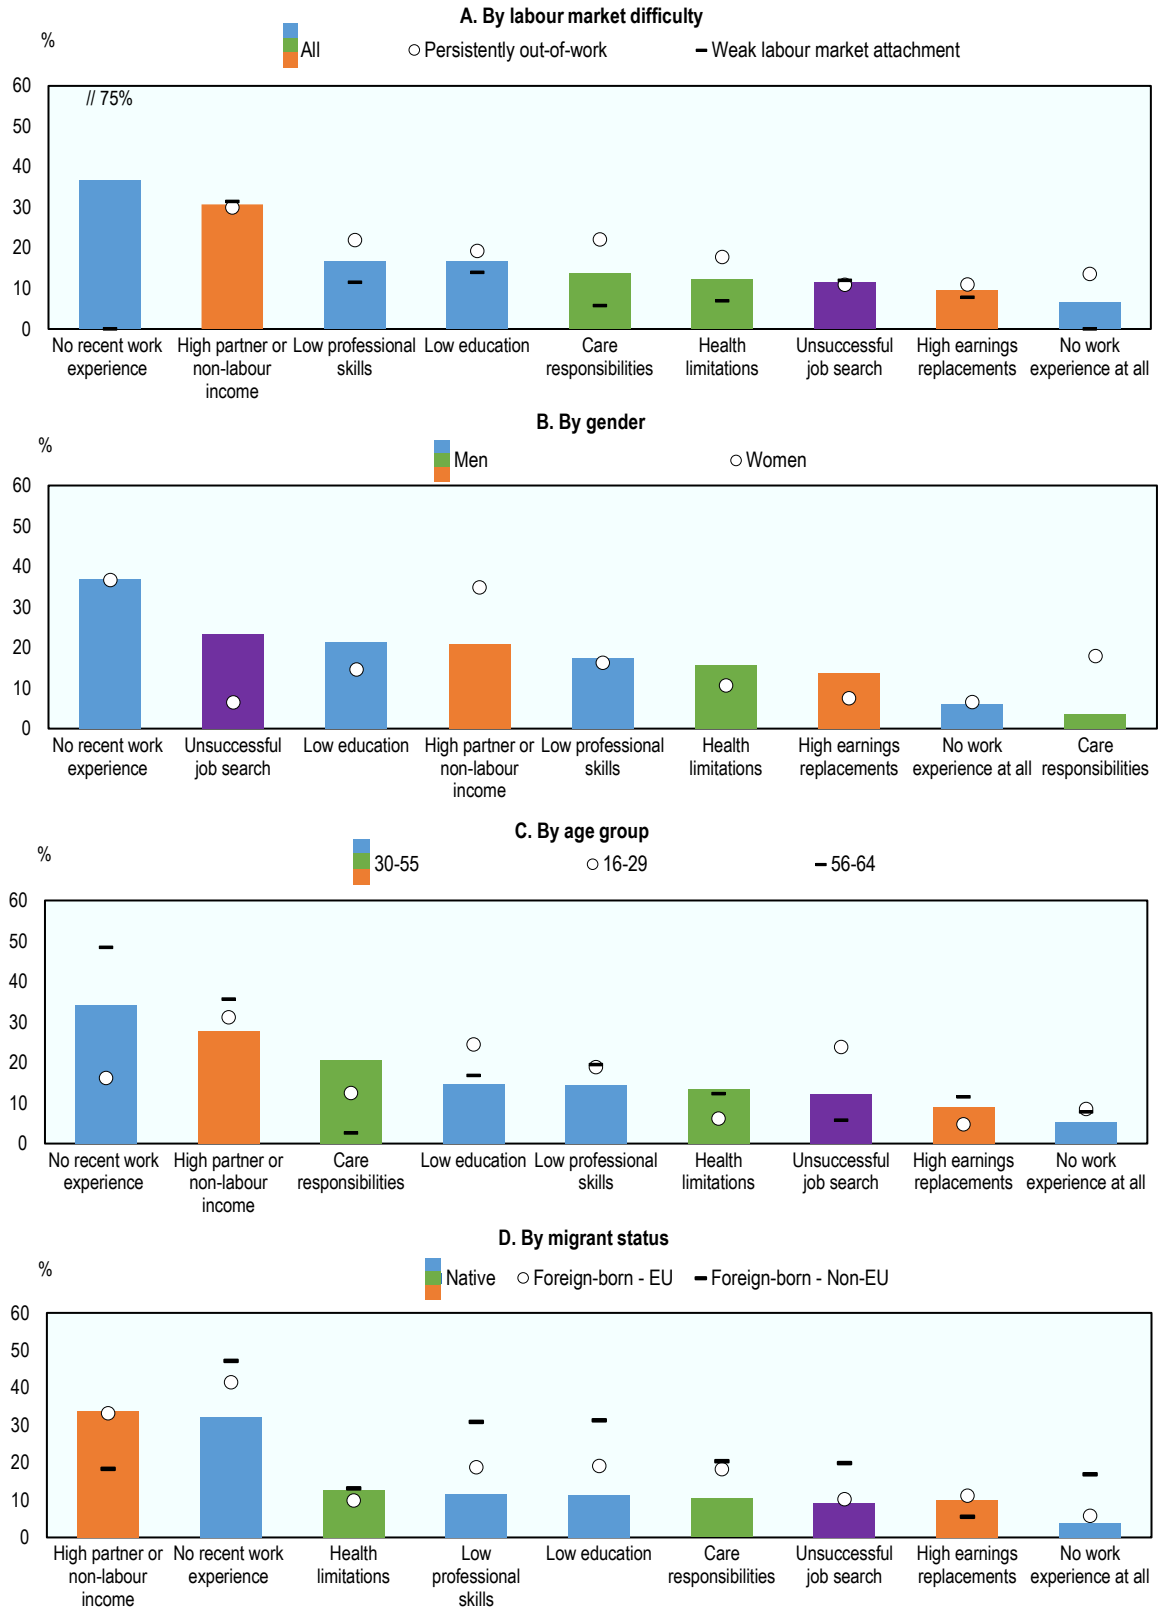 A. By labour market difficulty
%
All
Persistently out-of-work
Weak labour market attachment
// 75%
60
50
40
30
20
10
0
No recent work
experience
High partner or
non-labour
income
Low professional
skills
Low education
Care
responsibilities
Health
limitations
Unsuccessful
job search
High earnings
replacements
No work
experience at all
B. By gender
%
Men
Women
60
50
40
30
20
10
0
No recent work
experience
Unsuccessful
job search
Low education
High partner or
non-labour
income
Low professional
skills
Health
limitations
High earnings
replacements
No work
experience at all
Care
responsibilities
C. By age group
%
30-55
16-29
56-64
60
50
40
30
20
10
0
No recent work
experience
High partner or
non-labour
income
Care
responsibilities
Low education
Low professional
skills
Health
limitations
Unsuccessful
job search
High earnings
replacements
No work
experience at all
D. By migrant status
%
Native
Foreign-born - EU
Foreign-born - Non-EU
60
50
40
30
20
10
0
High partner or
non-labour
income
No recent work
experience
Health
limitations
Low
professional
skills
Low education
Care
responsibilities
Unsuccessful
job search
High earnings
replacements
No work
experience at all